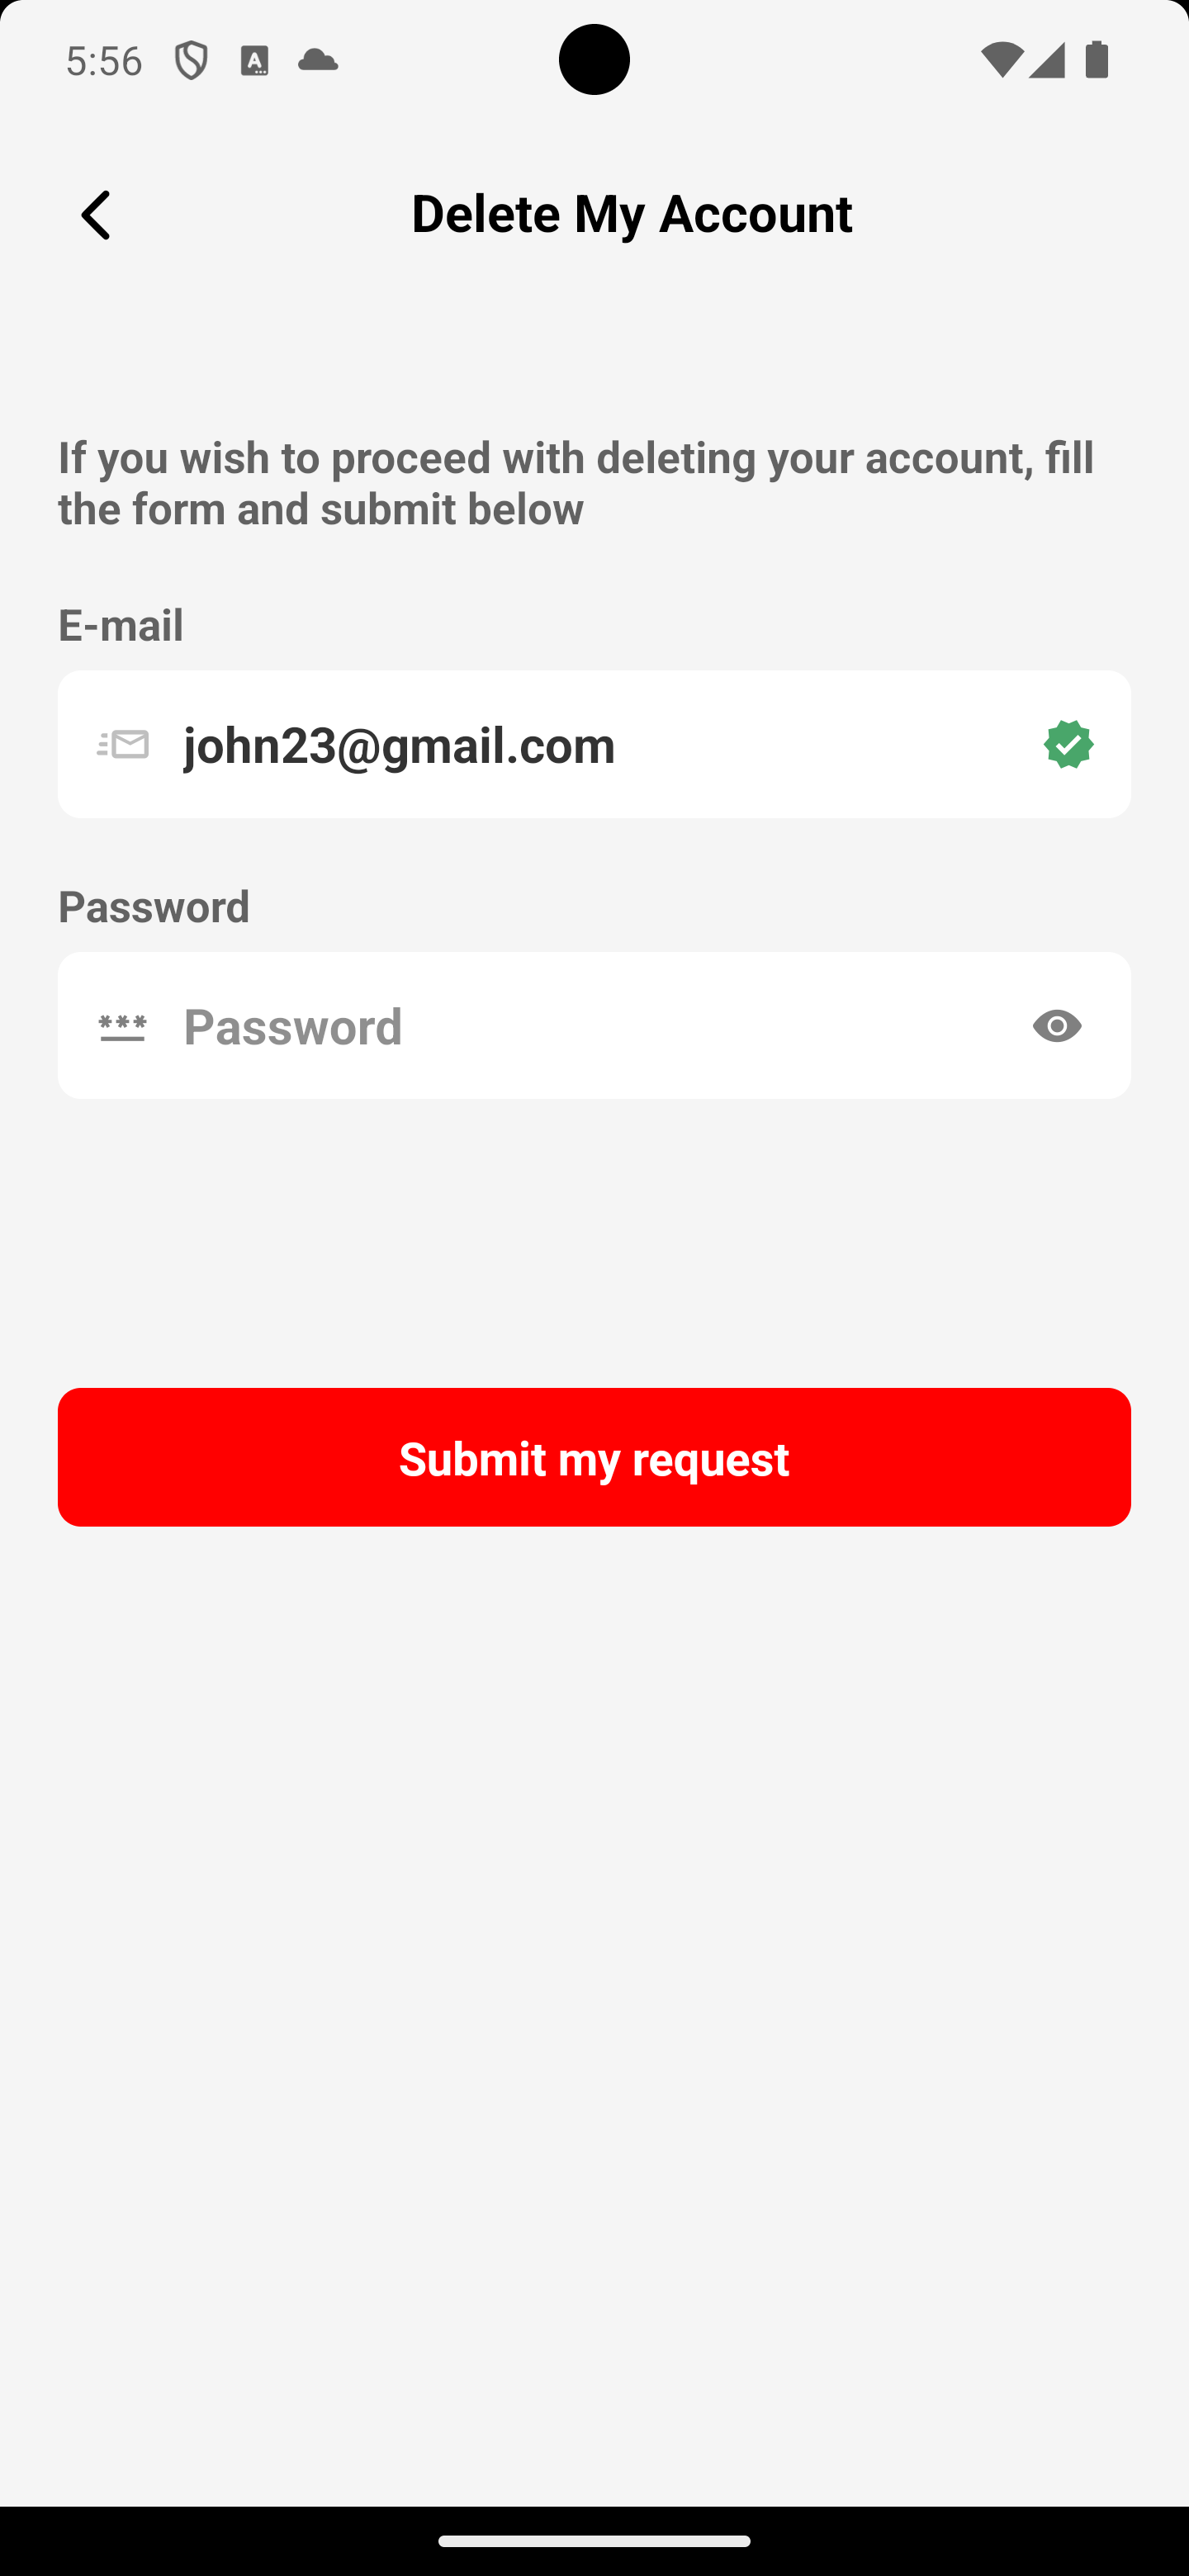 5:56
Delete My Account
If you wish to proceed with deleting your account, fill
the form and submit below
E-mail
john23@gmail.com
Password
Password
Submit my request